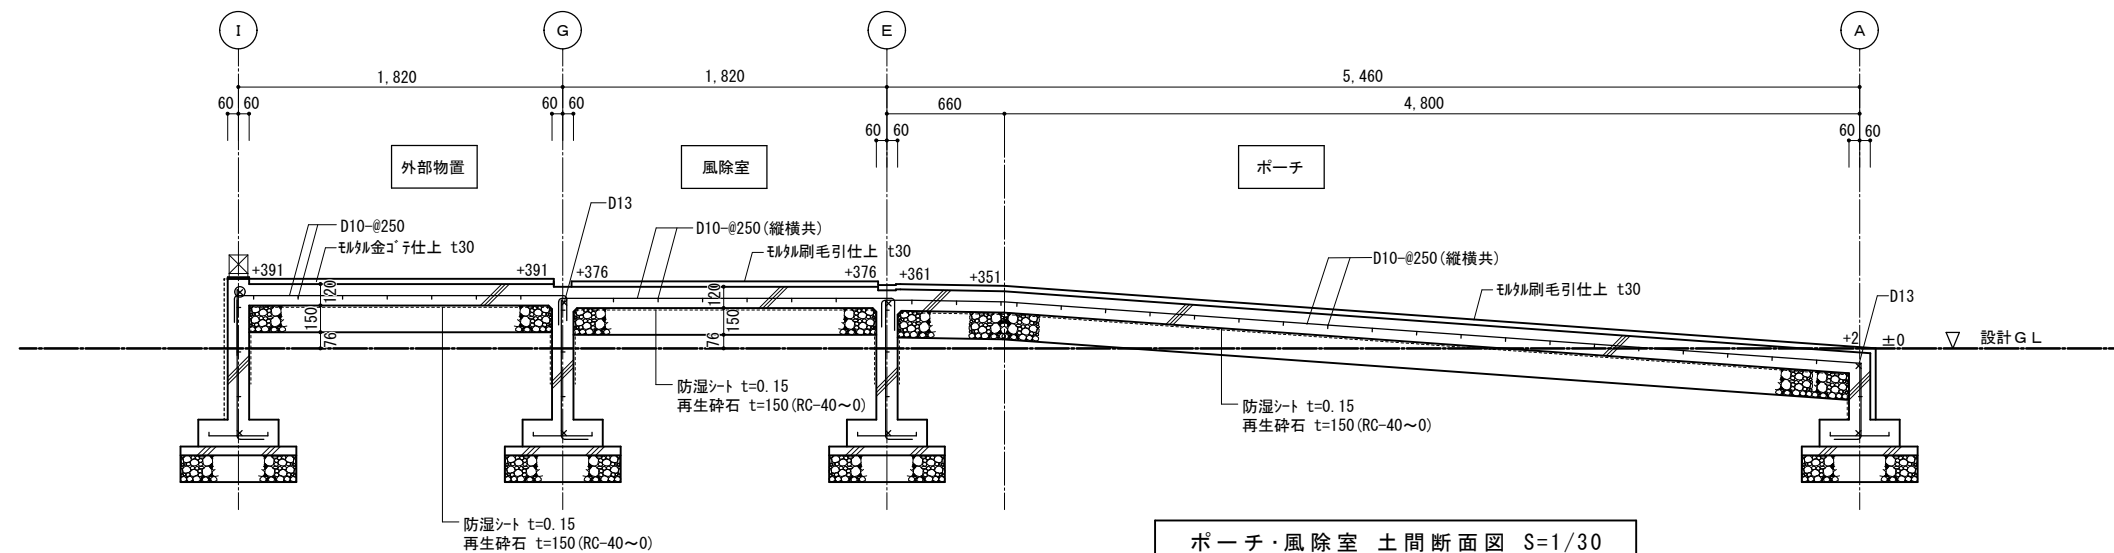 I G E A
1,820 1,820 5,460
660 4,800
60 60 60 60 60 60 60 60
外部物置 風除室 ポーチ
D13
D10-@250
D10-@250(縦横共)
ﾓﾙﾀﾙ金ｺﾞﾃ仕上 t30
ﾓﾙﾀﾙ刷毛引仕上 t30
D10-@250(縦横共)
+391 +391 +376 +376 +361 +351
ﾓﾙﾀﾙ刷毛引仕上 t30
D13
120 120
150 150
76 76
+2 ±0 設計ＧＬ
防湿ｼｰﾄ t=0.15
再生砕石 t=150(RC-40～0)
防湿ｼｰﾄ t=0.15
再生砕石 t=150(RC-40～0)
防湿ｼｰﾄ t=0.15
再生砕石 t=150(RC-40～0)
ポーチ・風除室 土間断面図 S=1/30